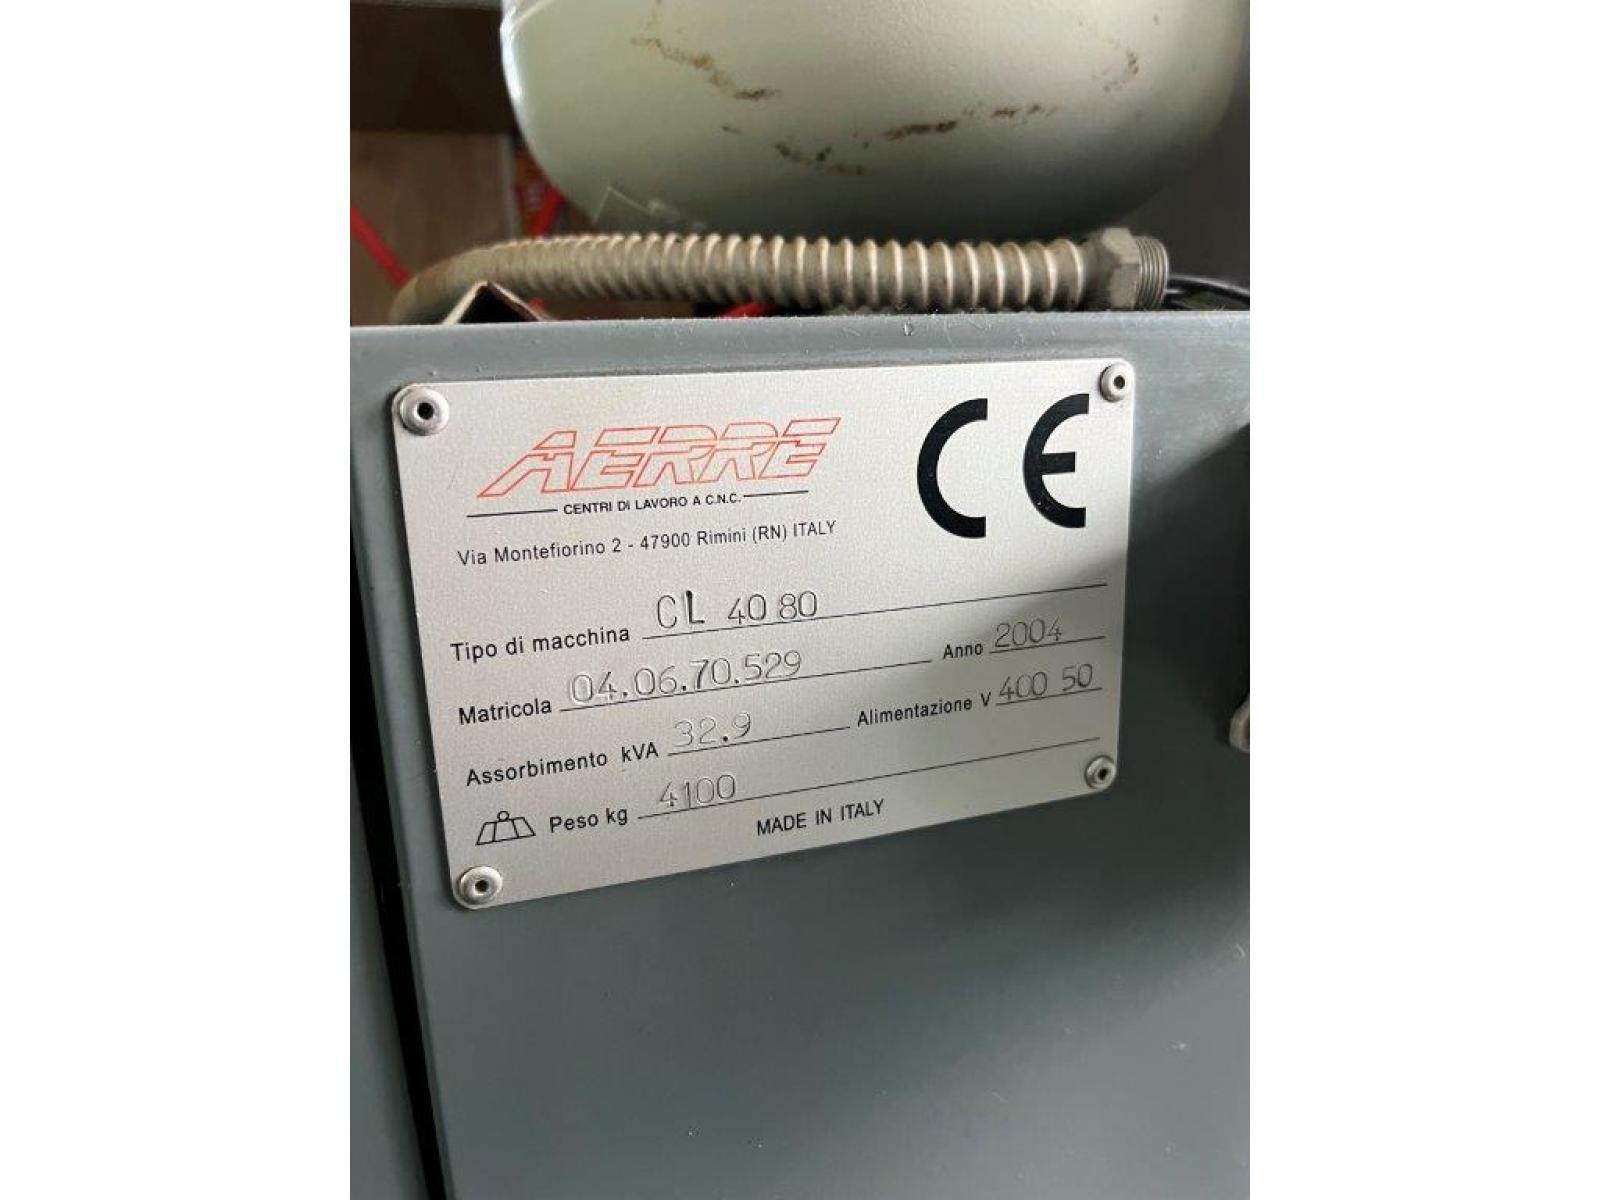 AERRE
CENTRI DI LAVORO A C.N.C.
Via Montefiorino 2 - 47900 Rimini (RN) ITALY
CE
Tipo di macchina CL 40 80
Matricola 04.06.70.529 Anno 2004
Assorbimento kVA 32.9 Alimentazione V 400 50
Peso kg 4100
MADE IN ITALY